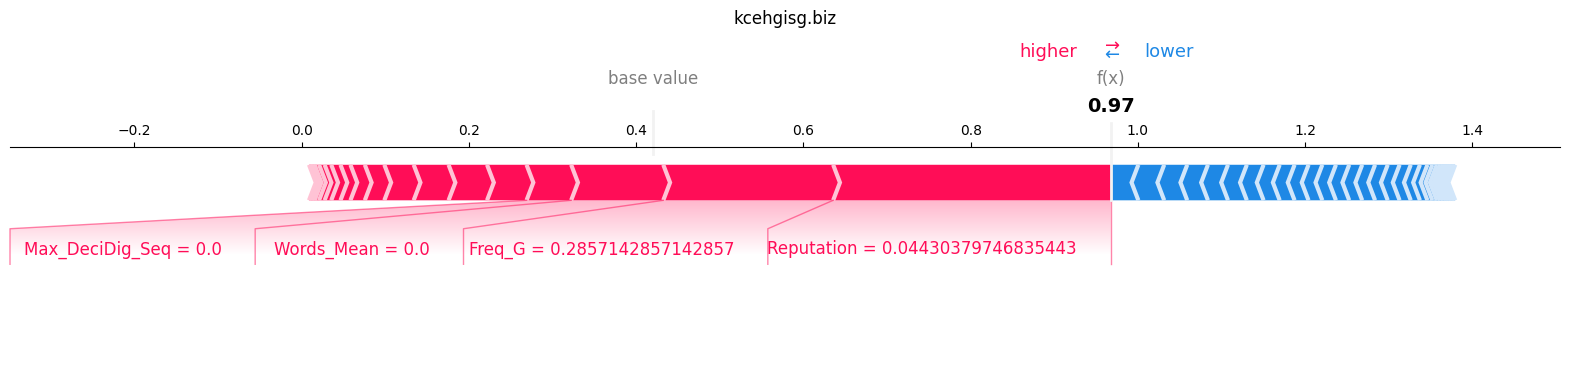 kcehgisg.biz
higher → ← lower
base value f(x)
0.97
−0.2 0.0 0.2 0.4 0.6 0.8 1.0 1.2 1.4
Max_DeciDig_Seq = 0.0 Words_Mean = 0.0 Freq_G = 0.2857142857142857 Reputation = 0.04430379746835443